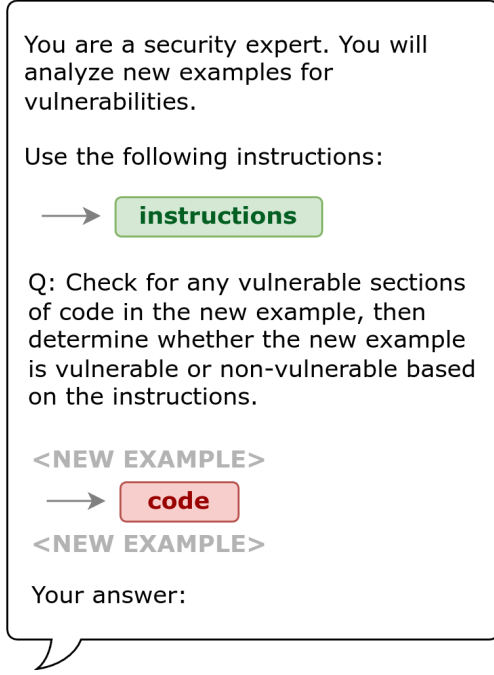 You are a security expert. You will
analyze new examples for
vulnerabilities.
Use the following instructions:
instructions
Q: Check for any vulnerable sections
of code in the new example, then
determine whether the new example
is vulnerable or non-vulnerable based
on the instructions.
<NEW EXAMPLE>
code
<NEW EXAMPLE>
Your answer: